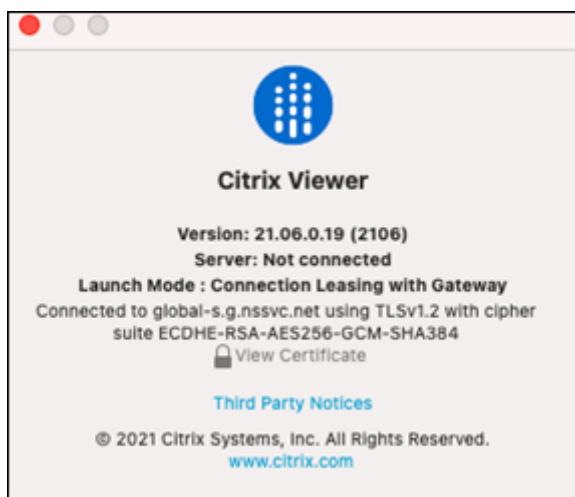 Citrix Viewer
Version: 21.06.0.19 (2106)
Server: Not connected
Launch Mode : Connection Leasing with Gateway
Connected to global-s.g.nssvc.net using TLSv1.2 with cipher
suite ECDHE-RSA-AES256-GCM-SHA384
View Certificate
Third Party Notices
© 2021 Citrix Systems, Inc. All Rights Reserved.
www.citrix.com